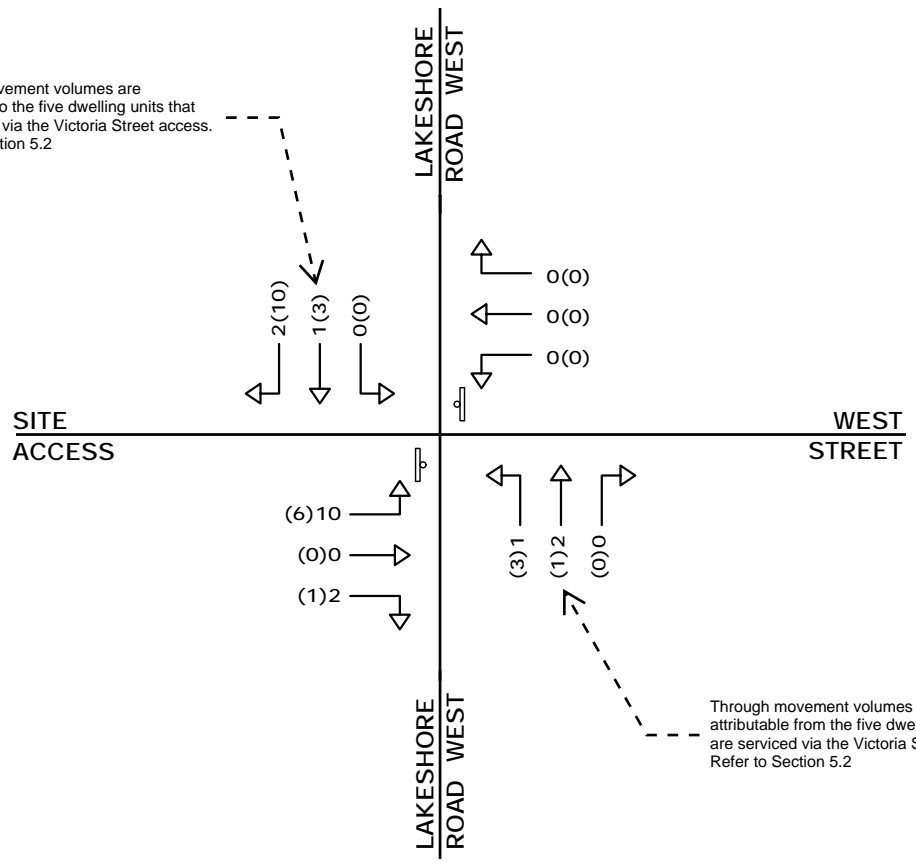 LAKESHORE
ROAD WEST
vement volumes are
o the five dwelling units that
via the Victoria Street access.
tion 5.2
2(10)
1(3)
0(0)
0(0)
0(0)
0(0)
SITE
ACCESS
WEST
STREET
(6)10
(0)0
(1)2
(3)1
(1)2
(0)0
LAKESHORE
ROAD WEST
Through movement volumes
attributable from the five dwe
are serviced via the Victoria S
Refer to Section 5.2